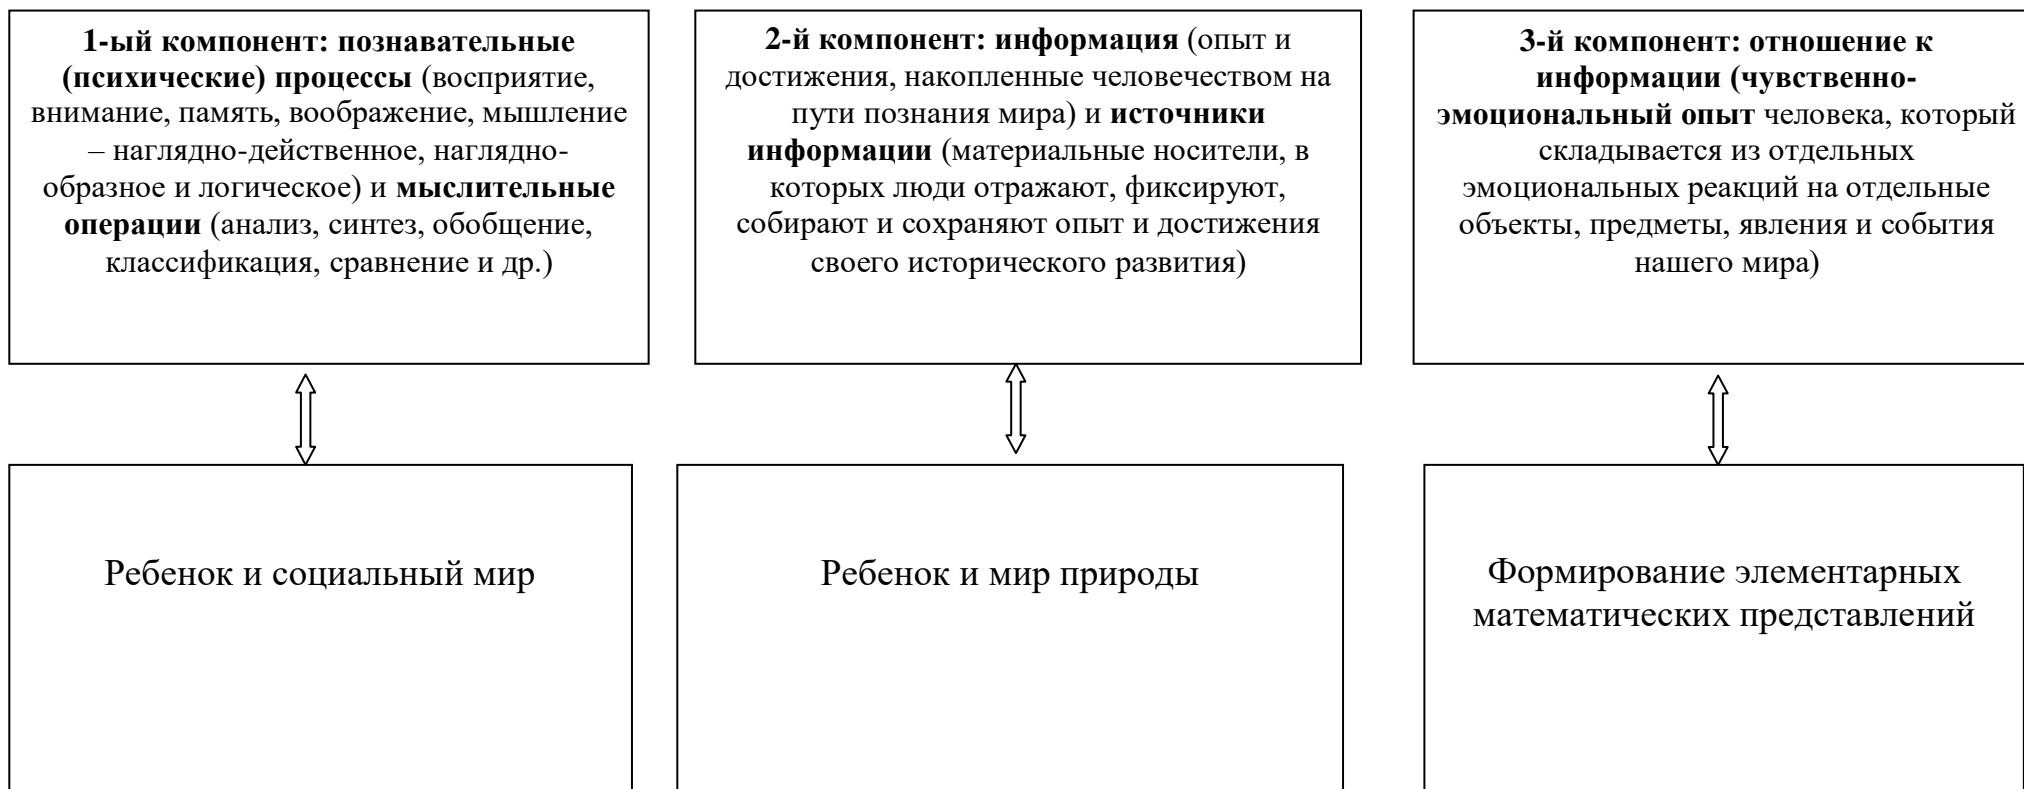 1-ый компонент: познавательные
(психические) процессы (восприятие,
внимание, память, воображение, мышление
– наглядно-действенное, наглядно-
образное и логическое) и мыслительные
операции (анализ, синтез, обобщение,
классификация, сравнение и др.)
2-й компонент: информация (опыт и
достижения, накопленные человечеством на
пути познания мира) и источники
информации (материальные носители, в
которых люди отражают, фиксируют,
собирают и сохраняют опыт и достижения
своего исторического развития)
3-й компонент: отношение к
информации (чувственно-
эмоциональный опыт человека, который
складывается из отдельных
эмоциональных реакций на отдельные
объекты, предметы, явления и события
нашего мира)
Ребенок и социальный мир
Ребенок и мир природы
Формирование элементарных
математических представлений